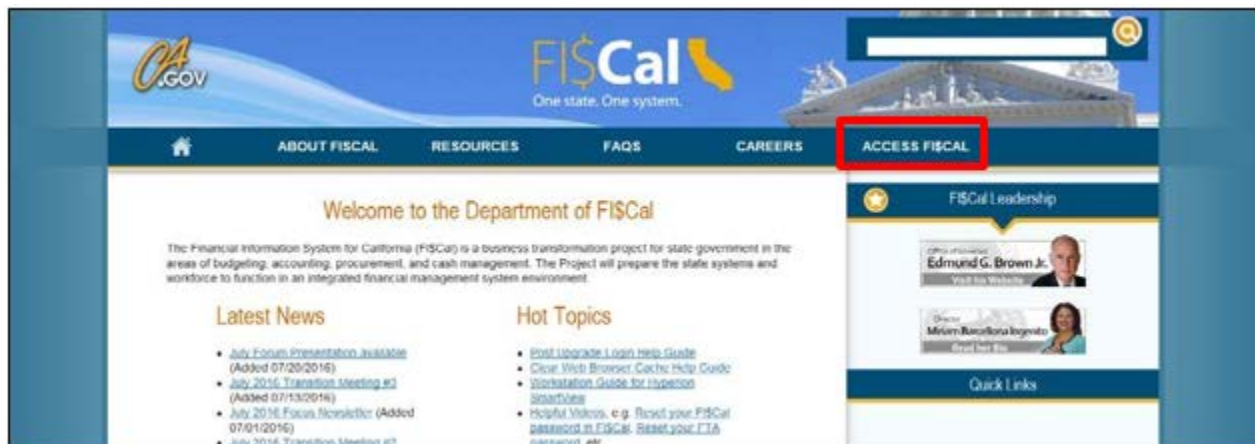 CA
.GOV
FI$Cal
One state. One system.
ABOUT FISCAL RESOURCES FAQS CAREERS ACCESS FI$CAL
Welcome to the Department of FI$Cal
The Financial Information System for California (FI$Cal) is a business transformation project for state government in the
areas of budgeting, accounting, procurement, and cash management. The Project will prepare the state systems and
workforce to function in an integrated financial management system environment.
Latest News
July Forum Presentation available
(Added 07/20/2016)
July 2016 Transition Meeting #3
(Added 07/13/2016)
July 2016 Focus Newsletter (Added
07/01/2016)
July 2016 Transition Meeting #2
Hot Topics
Post Upgrade Login Help Guide
Clear Web Browser Cache Help Guide
Workstation Guide for Hyperion
SmartView
Helpful Videos, e.g. Reset your FI$Cal
password in FI$Cal, Reset your FTA
password, etc.
FI$Cal Leadership
Office of Governor
Edmund G. Brown Jr.
Visit his Website
Director
Miriam Barcellona Ingenito
Read her Bio
Quick Links